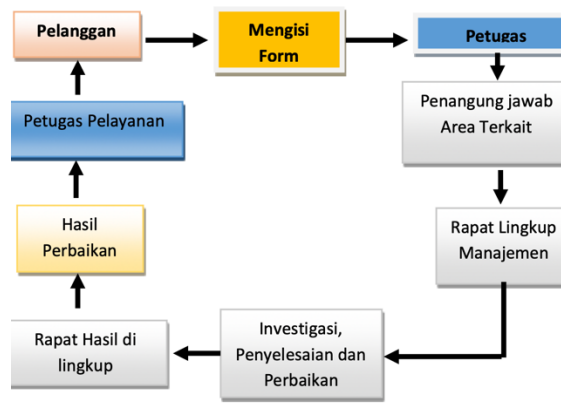 Pelanggan
Mengisi
Form
Petugas
Penangung jawab
Area Terkait
Rapat Lingkup
Manajemen
Investigasi,
Penyelesaian dan
Perbaikan
Rapat Hasil di
lingkup
Hasil
Perbaikan
Petugas Pelayanan